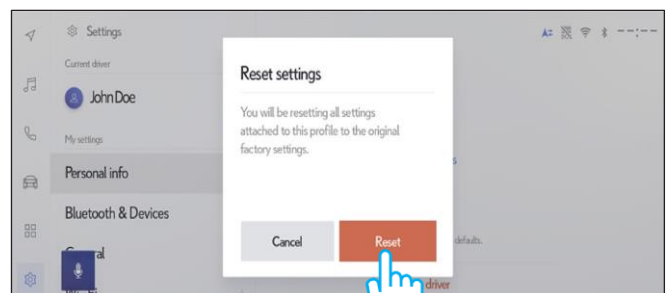 Settings
A
--:--
Current driver
John Doe
My settings
Personal info
Bluetooth & Devices
Reset settings
You will be resetting all settings
attached to this profile to the original
factory settings.
Cancel
Reset
s
defaults.
driver